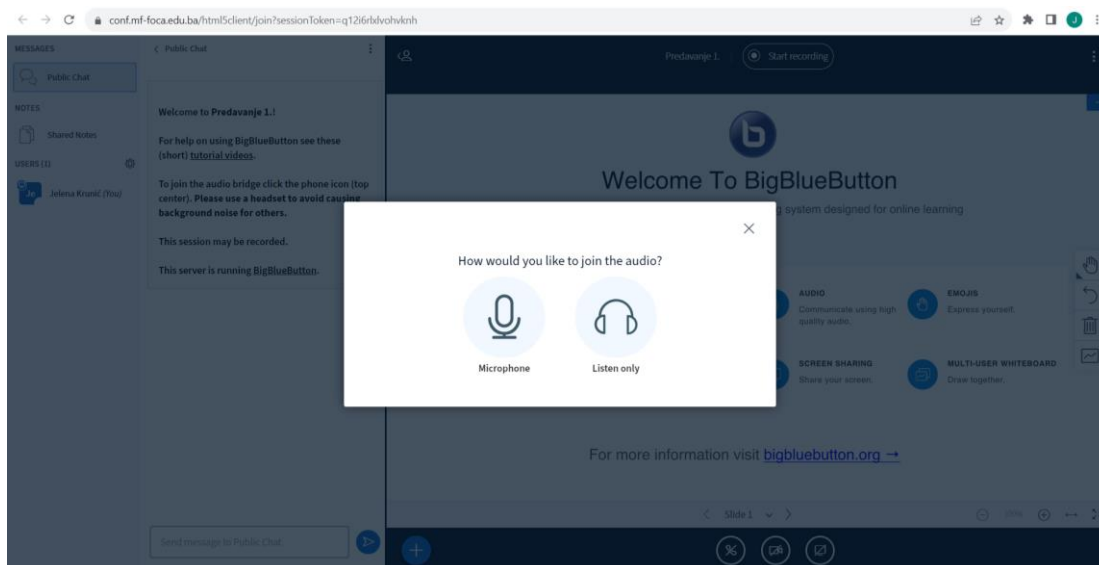 conf.mf-foca.edu.ba/html5client/join?sessionToken=
MESSAGES
Public Chat
NOTES
Shared Notes
USERS (1)
Je Jelena Krunić (You)
Public Chat
Welcome to Predavanje 1.!
For help on using BigBlueButton see these
(short) tutorial videos.
To join the audio bridge click the phone icon (top
center). Please use a headset to avoid causing
background noise for others.
This session may be recorded.
This server is running BigBlueButton.
Send message to Public Chat
Predavanje 1.
Start recording
b
Welcome To BigBlueButton
system designed for online learning
AUDIO
Communicate using high
quality audio.
EMOJIS
Express yourself.
SCREEN SHARING
Share your screen.
MULTI-USER WHITEBOARD
Draw together.
For more information visit bigbluebutton.org →
Slide 1
How would you like to join the audio?
Microphone
Listen only
J